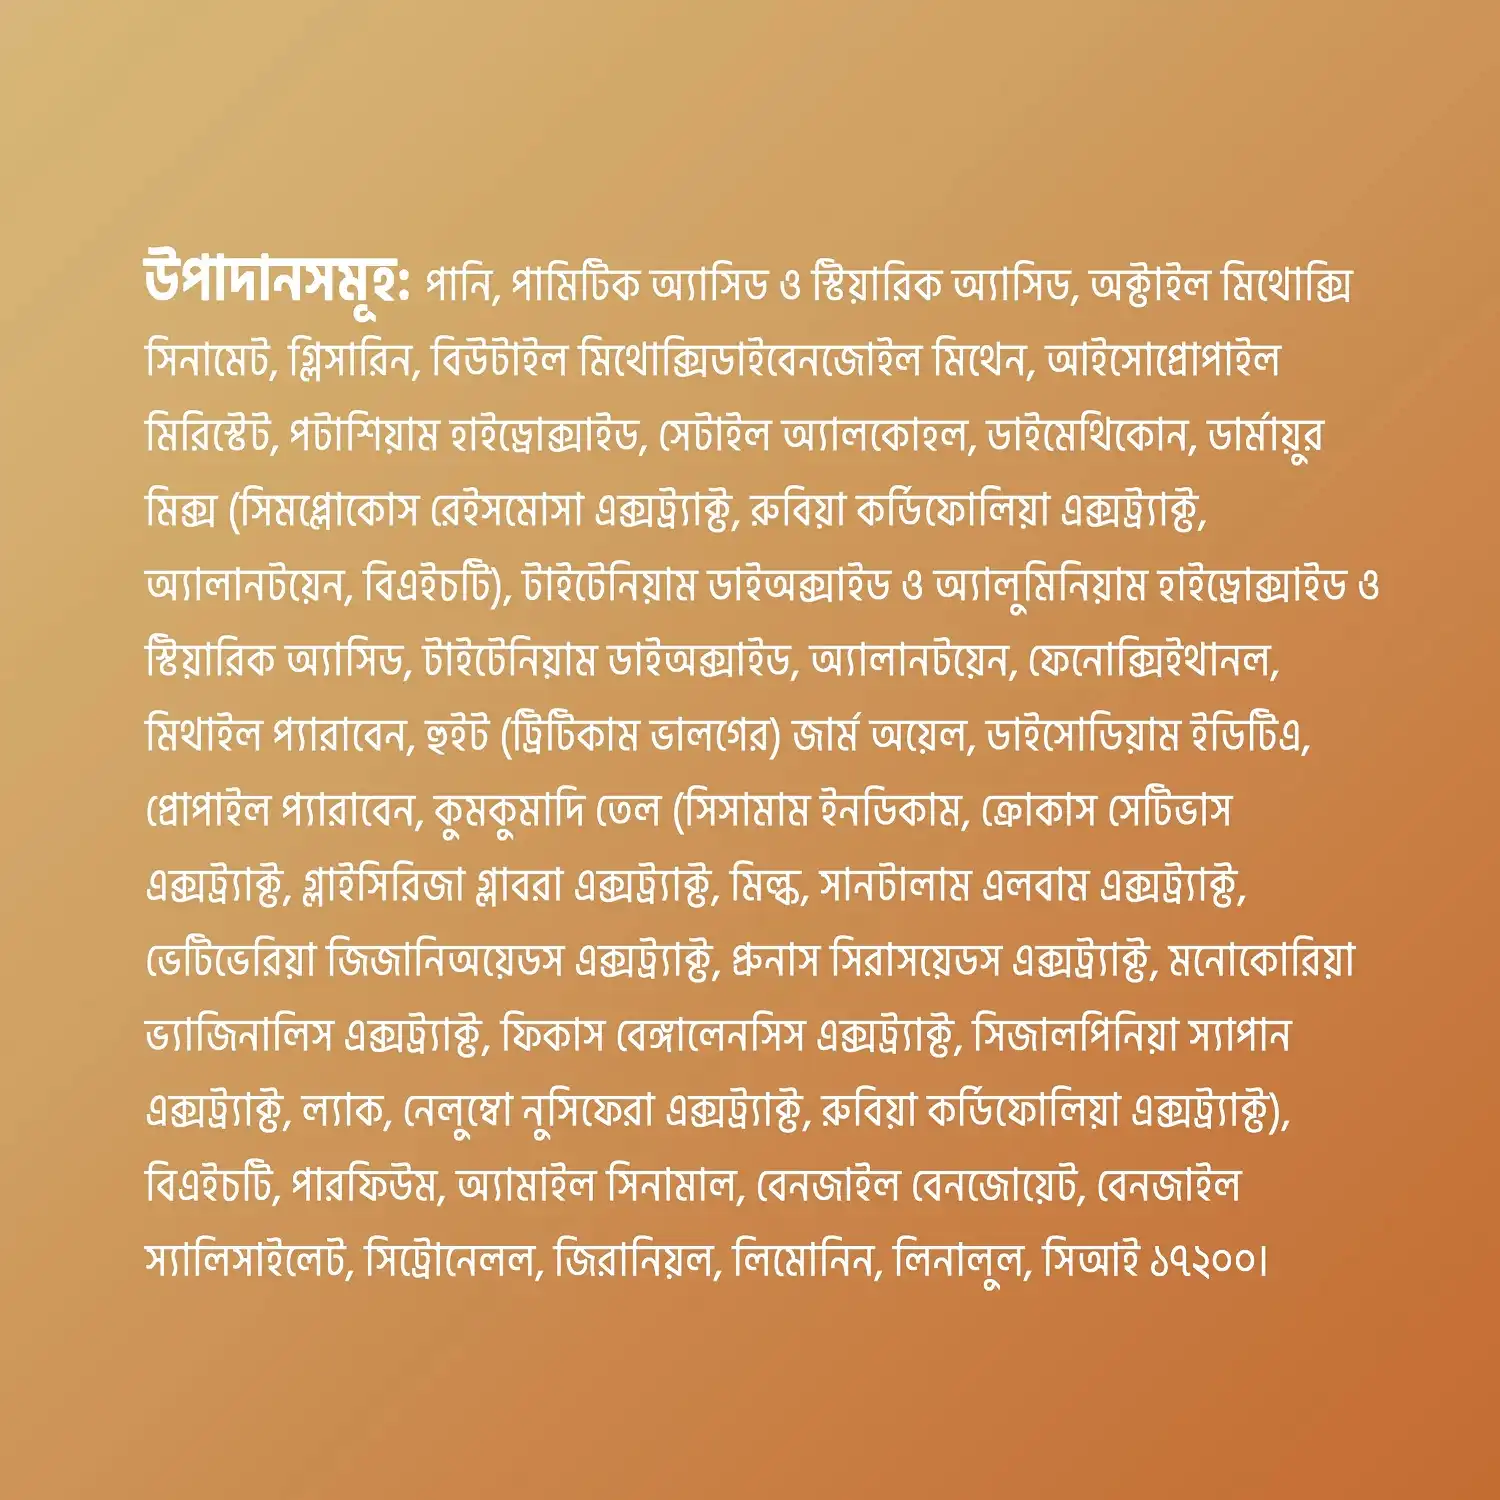 উপাদানসমূহ: পানি, পামিটিক অ্যাসিড ও স্টিয়ারিক অ্যাসিড, অক্টাইল মিথোক্সি
সিনামেট, গ্লিসারিন, বিউটাইল মিথোক্সিডাইবেনজোইল মিথেন, আইসোপ্রোপাইল
মিরিস্টেট, পটাশিয়াম হাইড্রোক্সাইড, সেটাইল অ্যালকোহল, ডাইমেথিকোন, ডার্মায়ুর
মিক্স (সিমপ্লোকোস রেইসমোসা এক্সট্র্যাক্ট, রুবিয়া কর্ডিফোলিয়া এক্সট্র্যাক্ট,
অ্যালানটয়েন, বিএইচটি), টাইটেনিয়াম ডাইঅক্সাইড ও অ্যালুমিনিয়াম হাইড্রোক্সাইড ও
স্টিয়ারিক অ্যাসিড, টাইটেনিয়াম ডাইঅক্সাইড, অ্যালানটয়েন, ফেনোক্সিইথানল,
মিথাইল প্যারাবেন, হুইট (ট্রিটিকাম ভালগের) জার্ম অয়েল, ডাইসোডিয়াম ইডিটিএ,
প্রোপাইল প্যারাবেন, কুমকুমাদি তেল (সিসামাম ইনডিকাম, ক্রোকাস সেটিভাস
এক্সট্র্যাক্ট, গ্লাইসিরিজা গ্লাবরা এক্সট্র্যাক্ট, মিল্ক, সানটালাম এলবাম এক্সট্র্যাক্ট,
ভেটিভেরিয়া জিজানিঅয়েডস এক্সট্র্যাক্ট, প্রুনাস সিরাসয়েডস এক্সট্র্যাক্ট, মনোকোরিয়া
ভ্যাজিনালিস এক্সট্র্যাক্ট, ফিকাস বেঙ্গালেনসিস এক্সট্র্যাক্ট, সিজালপিনিয়া স্যাপান
এক্সট্র্যাক্ট, ল্যাক, নেলুম্বো নুসিফেরা এক্সট্র্যাক্ট, রুবিয়া কর্ডিফোলিয়া এক্সট্র্যাক্ট),
বিএইচটি, পারফিউম, অ্যামাইল সিনামাল, বেনজাইল বেনজোয়েট, বেনজাইল
স্যালিসাইলেট, সিট্রোনেলল, জিরানিয়ল, লিমোনিন, লিনালুল, সিআই ১৭২০০।